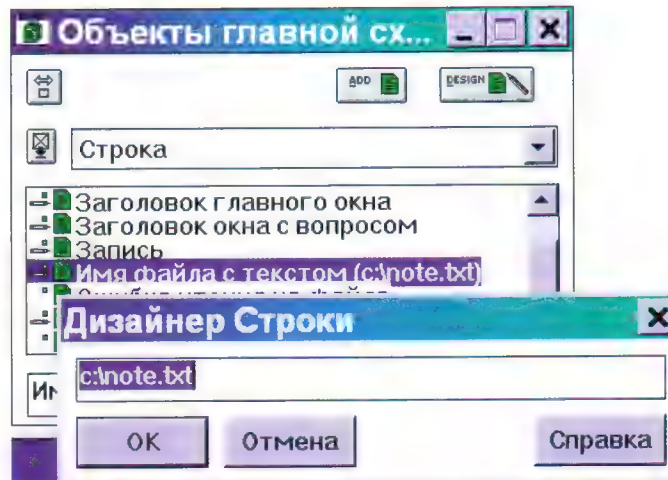 Объекты главной сх...
ADD
DESIGN
Строка
Заголовок главного окна
Заголовок окна с вопросом
Запись
Имя файла с текстом (c:\note.txt)
Дизайнер Строки
c:\note.txt
OK
Отмена
Справка